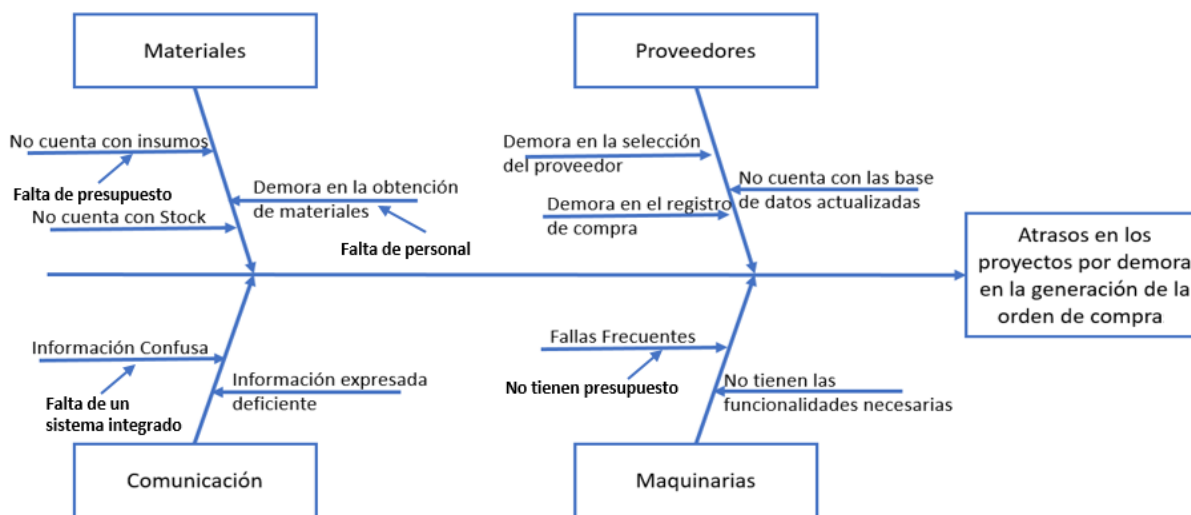 Materiales
Proveedores
No cuenta con insumos
Falta de presupuesto
Demora en la obtención
de materiales
No cuenta con Stock
Falta de personal
Demora en la selección
del proveedor
No cuenta con las base
de datos actualizadas
Demora en el registro
de compra
Atrasos en los
proyectos por demora
en la generación de la
orden de compra
Información Confusa
Falta de un
sistema integrado
Información expresada
deficiente
Fallas Frecuentes
No tienen presupuesto
No tienen las
funcionalidades necesarias
Comunicación
Maquinarias